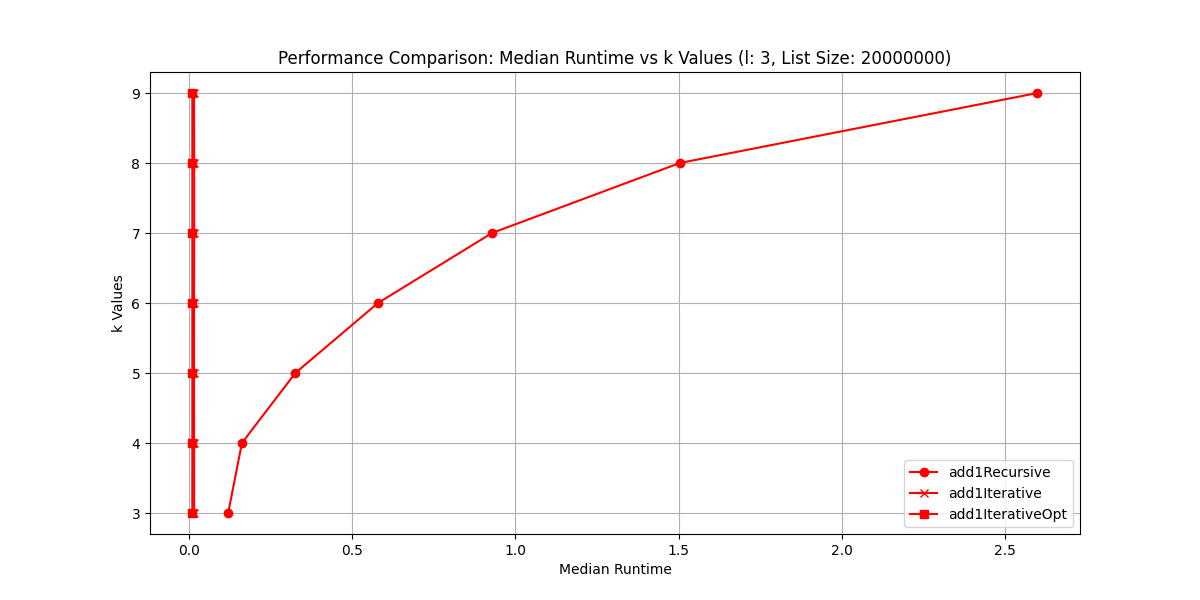 Performance Comparison: Median Runtime vs k Values (l: 3, List Size: 20000000)
k Values
9
8
7
6
5
4
3
add1Recursive
add1Iterative
add1IterativeOpt
0.0 0.5 1.0 1.5 2.0 2.5
Median Runtime